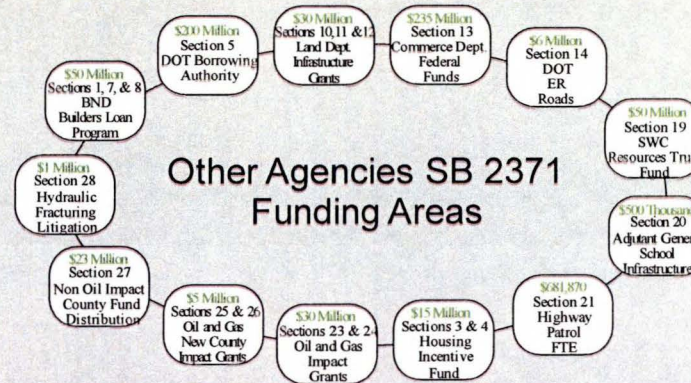 Other Agencies SB 2371
Funding Areas
$200 Million
Section 5
DOT Borrowing
Authority
$30 Million
Sections 10,11 &12
Land Dept.
Infrastructure
Grants
$235 Million
Section 13
Commerce Dept.
Federal
Funds
$6 Million
Section 14
DOT
ER
Roads
$50 Million
Section 19
SWC
Resources Tru
Fund
$500 Thousan
Section 20
Adjutant Gener
School
Infrastructure
$681,870
Section 21
Highway
Patrol
FTE
$15 Million
Sections 3 & 4
Housing
Incentive
Fund
$30 Million
Sections 23 & 24
Oil and Gas
Impact
Grants
$5 Million
Sections 25 & 26
Oil and Gas
New County
Impact Grants
$23 Million
Section 27
Non Oil Impact
County Fund
Distribution
$1 Million
Section 28
Hydraulic
Fracturing
Litigation
$50 Million
Sections 1, 7, & 8
BND
Builders Loan
Program